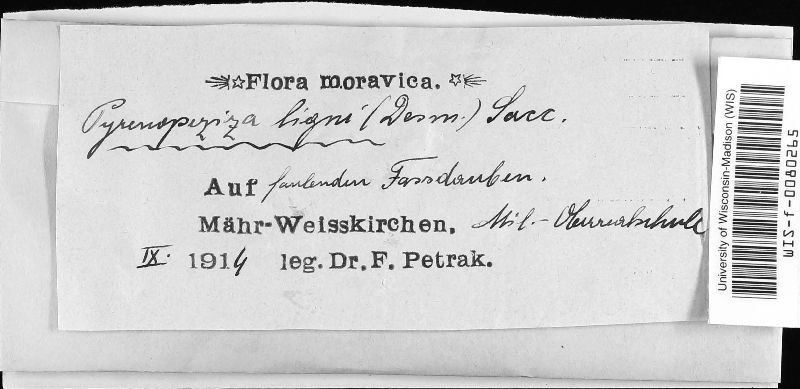 Flora moravica.
Pyrenopeziza ligni (Desm.) Sacc.
Auf faulenden Fassdauben.
Mähr-Weisskirchen, Mil.-Oberrealschule
IX. 1914 leg. Dr. F. Petrak.
University of Wisconsin-Madison (WIS)
WIS-f-0080265